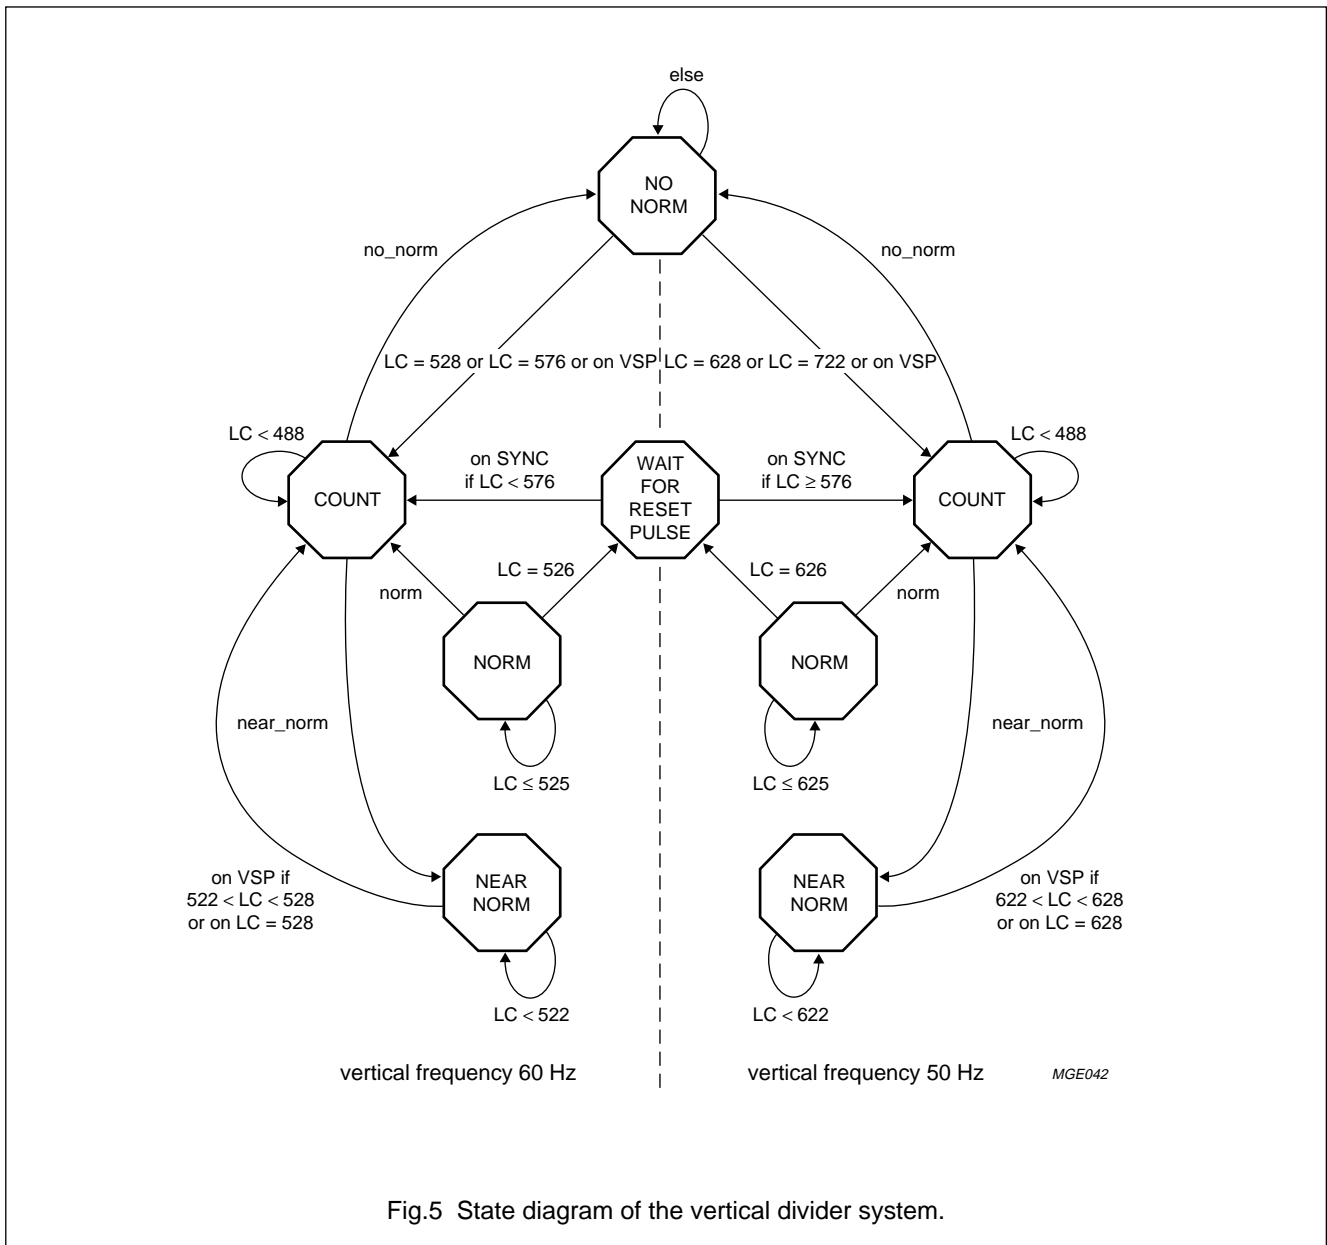 else
NO
NORM
no_norm
no_norm
LC = 528 or LC = 576 or on VSP
LC = 628 or LC = 722 or on VSP
LC < 488
LC < 488
COUNT
on SYNC
if LC < 576
WAIT
FOR
RESET
PULSE
on SYNC
if LC ≥ 576
COUNT
LC = 526
LC = 626
norm
norm
NORM
NORM
near_norm
near_norm
LC ≤ 525
LC ≤ 625
on VSP if
522 < LC < 528
or on LC = 528
NEAR
NORM
NEAR
NORM
on VSP if
622 < LC < 628
or on LC = 628
LC < 522
LC < 622
vertical frequency 60 Hz
vertical frequency 50 Hz
MGE042
Fig.5 State diagram of the vertical divider system.